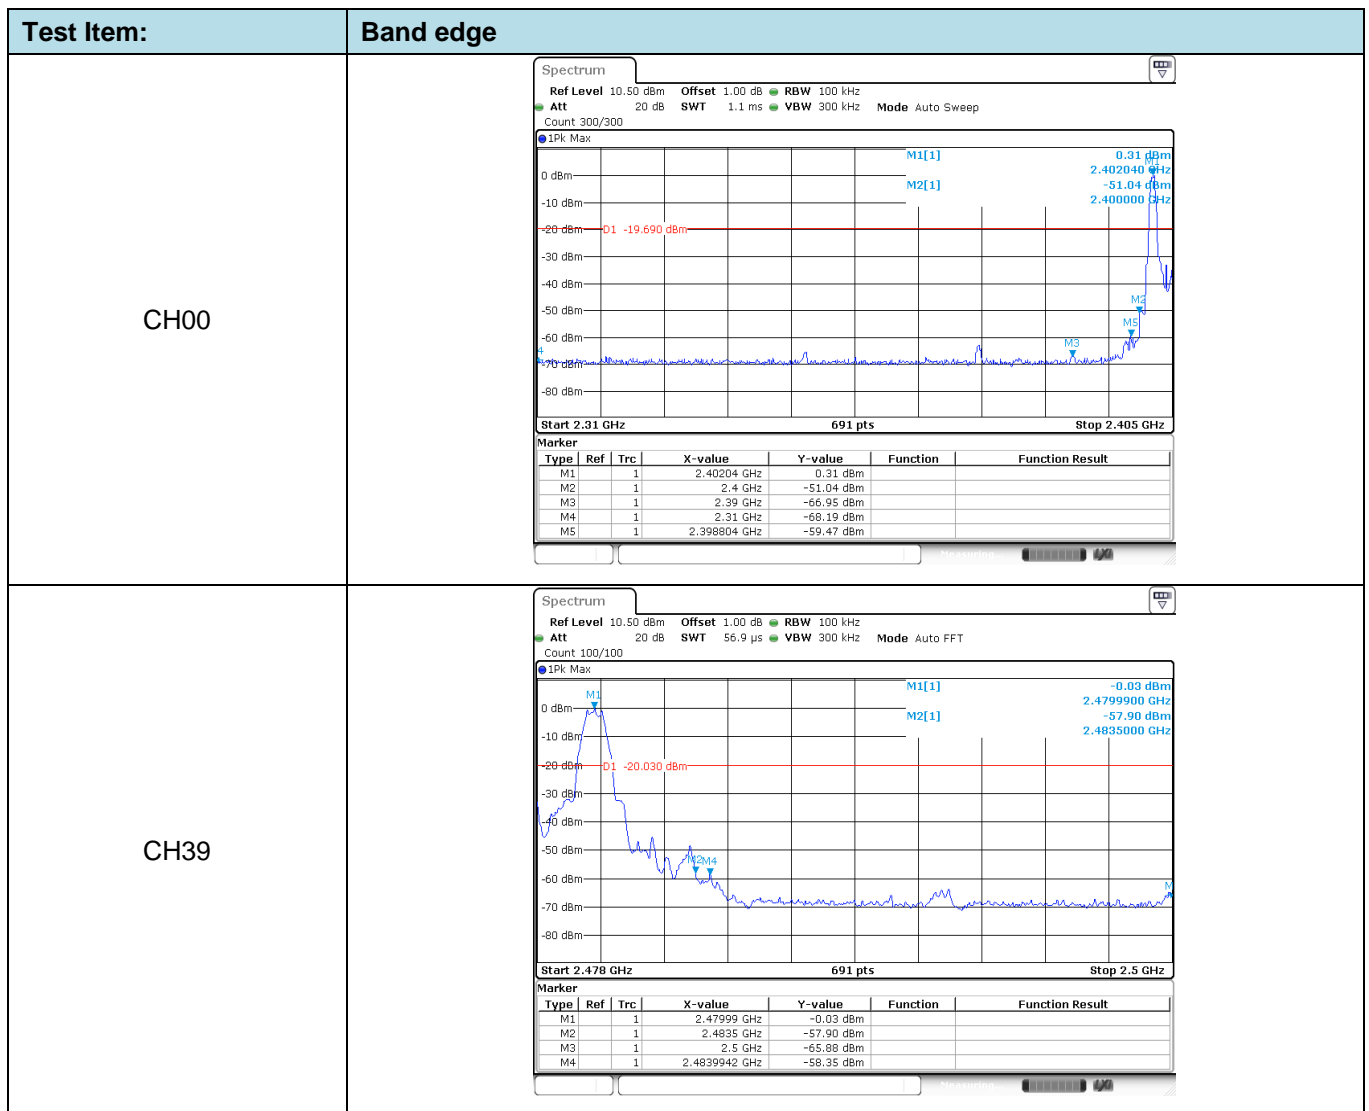 Test Item: Band edge
CH00
Spectrum
Ref Level 10.50 dBm Offset 1.00 dB RBW 100 kHz
Att 20 dB SWT 1.1 ms VBW 300 kHz Mode Auto Sweep
Count 300/300
1Pk Max
M1[1] 0.31 dBm
2.402040 GHz
M2[1] -51.04 dBm
2.400000 GHz
M1
0 dBm
-10 dBm
-20 dBm D1 -19.690 dBm
-30 dBm
-40 dBm
M2
-50 dBm
M5
-60 dBm
M3
4
-70 dBm
-80 dBm
Start 2.31 GHz 691 pts Stop 2.405 GHz
Marker
Type Ref Trc X-value Y-value Function Function Result
M1 1 2.40204 GHz 0.31 dBm
M2 1 2.4 GHz -51.04 dBm
M3 1 2.39 GHz -66.95 dBm
M4 1 2.31 GHz -68.19 dBm
M5 1 2.398804 GHz -59.47 dBm
Measuring...
CH39
Spectrum
Ref Level 10.50 dBm Offset 1.00 dB RBW 100 kHz
Att 20 dB SWT 56.9 µs VBW 300 kHz Mode Auto FFT
Count 100/100
1Pk Max
M1[1] -0.03 dBm
2.4799900 GHz
M2[1] -57.90 dBm
2.4835000 GHz
M1
0 dBm
-10 dBm
-20 dBm D1 -20.030 dBm
-30 dBm
-40 dBm
-50 dBm
M2 M4
-60 dBm
M
-70 dBm
-80 dBm
Start 2.478 GHz 691 pts Stop 2.5 GHz
Marker
Type Ref Trc X-value Y-value Function Function Result
M1 1 2.47999 GHz -0.03 dBm
M2 1 2.4835 GHz -57.90 dBm
M3 1 2.5 GHz -65.88 dBm
M4 1 2.4839942 GHz -58.35 dBm
Measuring...